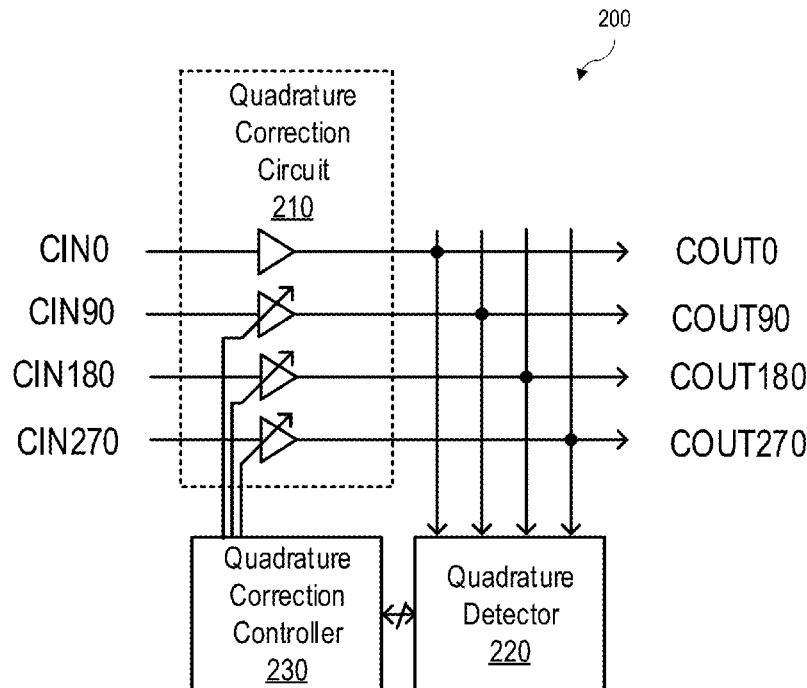 200
Quadrature
Correction
Circuit
210
CIN0
COUT0
CIN90
COUT90
CIN180
COUT180
CIN270
COUT270
Quadrature
Correction
Controller
230
Quadrature
Detector
220